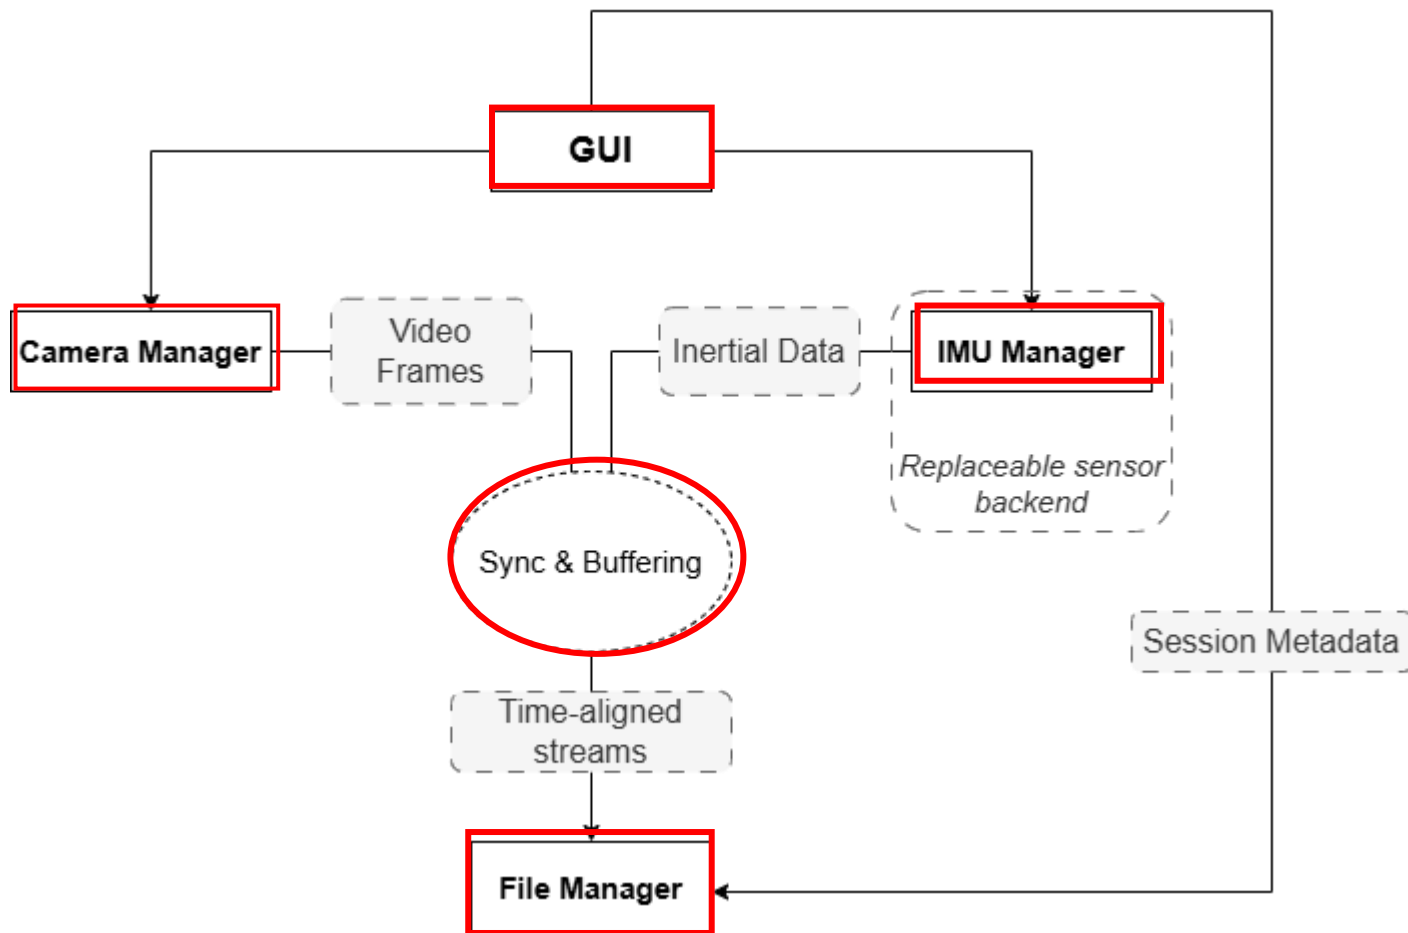 GUI
Camera Manager
Video
Frames
Inertial Data
IMU Manager
Replaceable sensor
backend
Sync & Buffering
Session Metadata
Time-aligned
streams
File Manager